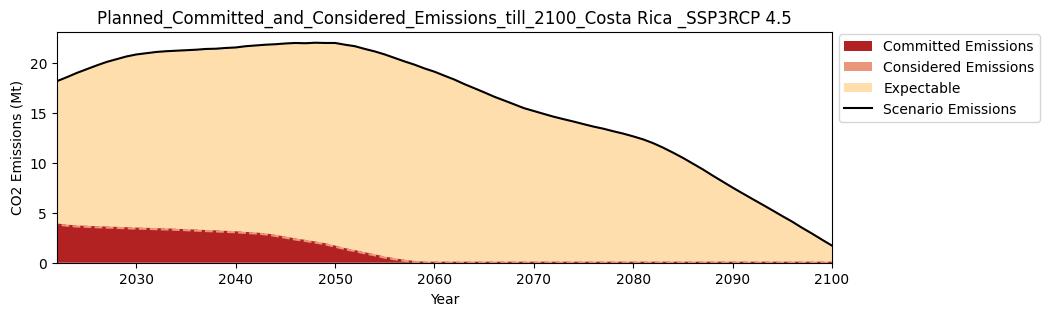 Planned_Committed_and_Considered_Emissions_till_2100_Costa Rica _SSP3RCP 4.5
Committed Emissions
Considered Emissions
Expectable
Scenario Emissions
CO2 Emissions (Mt)
20
15
10
5
0
2030 2040 2050 2060 2070 2080 2090 2100
Year